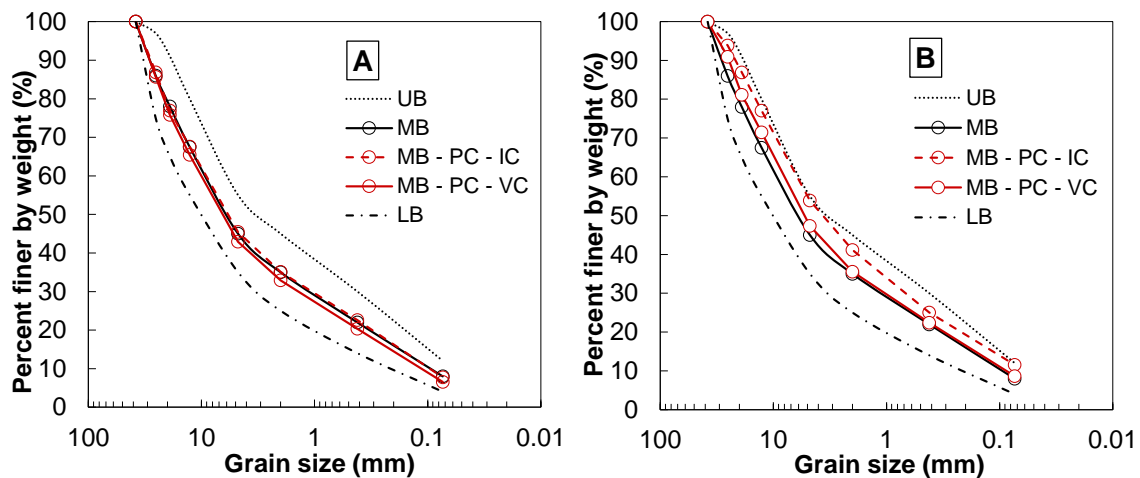 Percent finer by weight (%)
100
90
80
70
60
50
40
30
20
10
0
A
UB
MB
MB - PC - IC
MB - PC - VC
LB
100
10
1
0.1
0.01
Grain size (mm)
Percent finer by weight (%)
100
90
80
70
60
50
40
30
20
10
0
B
UB
MB
MB - PC - IC
MB - PC - VC
LB
100
10
1
0.1
0.01
Grain size (mm)